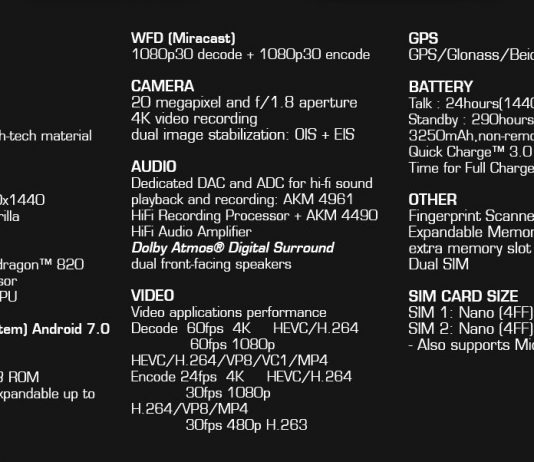 h-tech material
0x1440
rilla
dragon™ 820
sor
PU
tem) Android 7.0
B ROM
xpandable up to
WFD (Miracast)
1080p30 decode + 1080p30 encode
CAMERA
20 megapixel and f/1.8 aperture
4K video recording
dual image stabilization: OIS + EIS
AUDIO
Dedicated DAC and ADC for hi-fi sound
playback and recording: AKM 4961
HiFi Recording Processor + AKM 4490
HiFi Audio Amplifier
Dolby Atmos® Digital Surround
dual front-facing speakers
VIDEO
Video applications performance
Decode 60fps 4K HEVC/H.264
60fps 1080p
HEVC/H.264/VP8/VC1/MP4
Encode 24fps 4K HEVC/H.264
30fps 1080p
H.264/VP8/MP4
30fps 480p H.263
GPS
GPS/Glonass/Beid
BATTERY
Talk : 24hours(1440
Standby : 290hours
3250mAh,non-remo
Quick Charge™ 3.0
Time for Full Charge
OTHER
Fingerprint Scanne
Expandable Memor
extra memory slot
Dual SIM
SIM CARD SIZE
SIM 1: Nano (4FF)
SIM 2: Nano (4FF)
- Also supports Mic